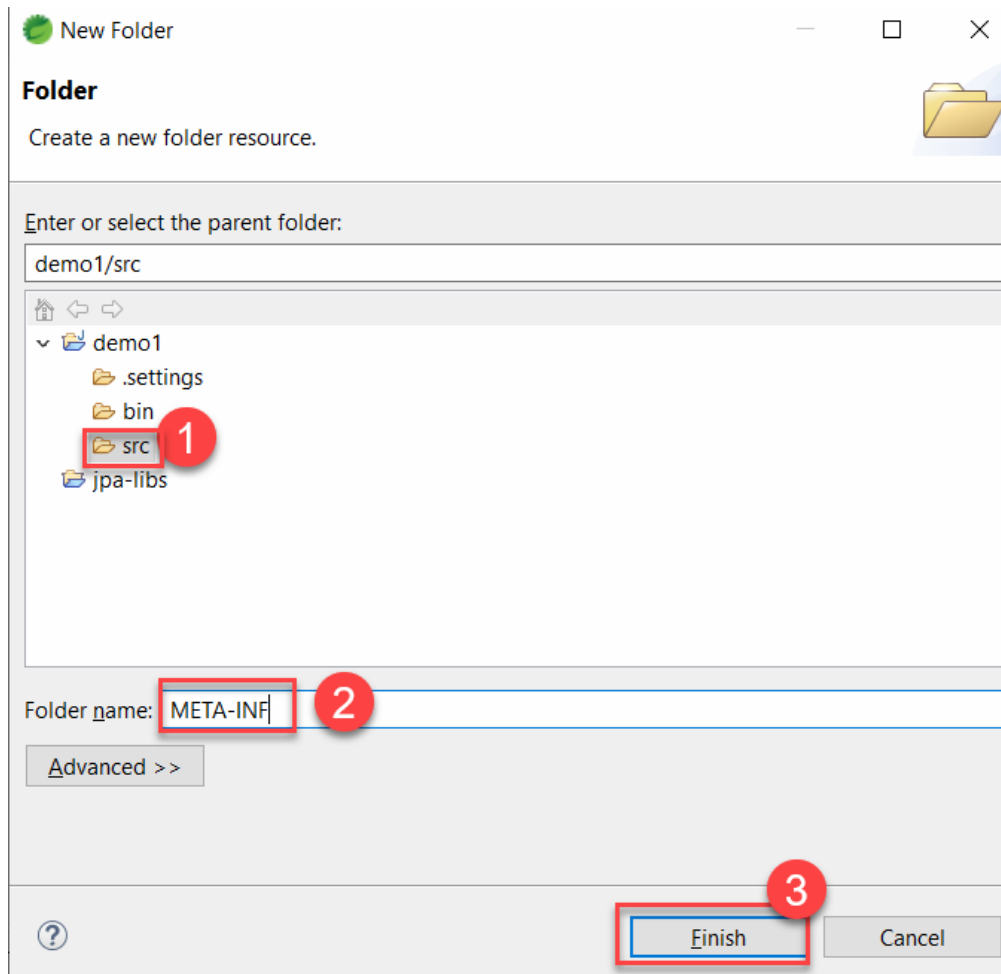 New Folder
Folder
Create a new folder resource.
Enter or select the parent folder:
demo1/src
demo1
.settings
bin
src
1
jpa-libs
Folder name: META-INF
2
Advanced >>
3
?
Finish
Cancel